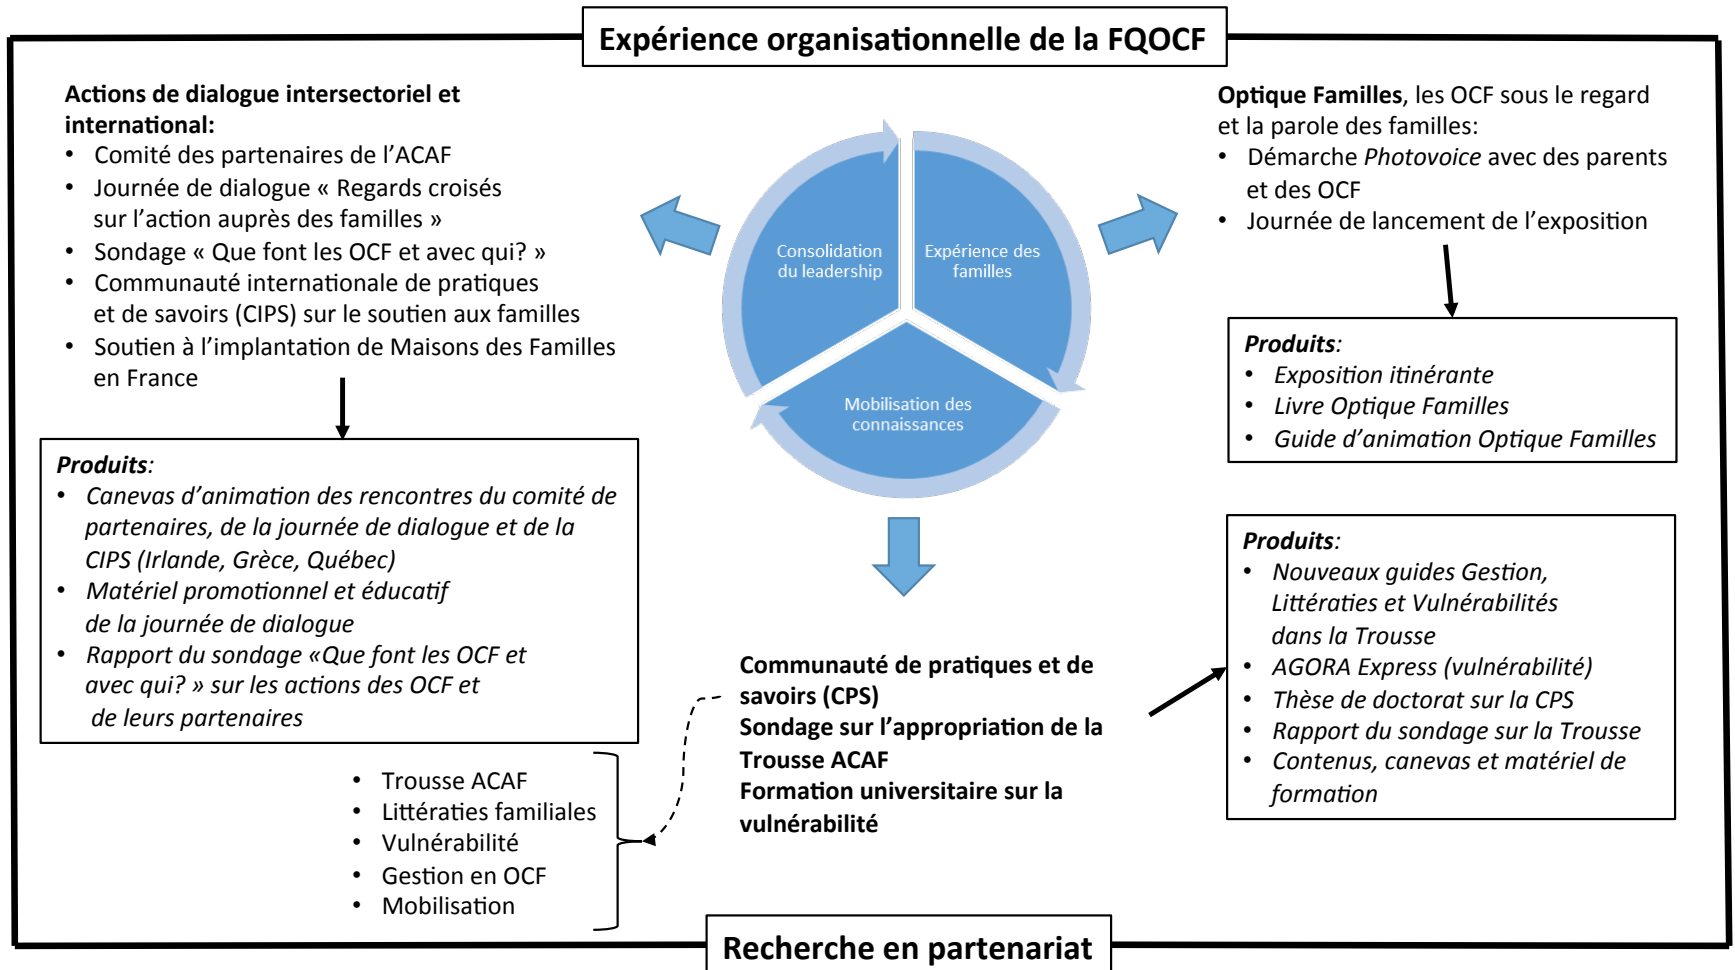 Expérience organisationnelle de la FQOCF
Actions de dialogue intersectoriel et
international:
• Comité des partenaires de l'ACAF
• Journée de dialogue « Regards croisés
sur l'action auprès des familles »
• Sondage « Que font les OCF et avec qui? »
• Communauté internationale de pratiques
et de savoirs (CIPS) sur le soutien aux familles
• Soutien à l'implantation de Maisons des Familles
en France
Produits:
• Canevas d'animation des rencontres du comité de
partenaires, de la journée de dialogue et de la
CIPS (Irlande, Grèce, Québec)
• Matériel promotionnel et éducatif
de la journée de dialogue
• Rapport du sondage «Que font les OCF et
avec qui? » sur les actions des OCF et
de leurs partenaires
Consolidation
du leadership
Expérience des
familles
Mobilisation des
connaissances
Optique Familles, les OCF sous le regard
et la parole des familles:
• Démarche Photovoice avec des parents
et des OCF
• Journée de lancement de l'exposition
Produits:
• Exposition itinérante
• Livre Optique Familles
• Guide d'animation Optique Familles
Communauté de pratiques et de
savoirs (CPS)
Sondage sur l'appropriation de la
Trousse ACAF
Formation universitaire sur la
vulnérabilité
• Trousse ACAF
• Littératies familiales
• Vulnérabilité
• Gestion en OCF
• Mobilisation
Produits:
• Nouveaux guides Gestion,
Littératies et Vulnérabilités
dans la Trousse
• AGORA Express (vulnérabilité)
• Thèse de doctorat sur la CPS
• Rapport du sondage sur la Trousse
• Contenus, canevas et matériel de
formation
Recherche en partenariat